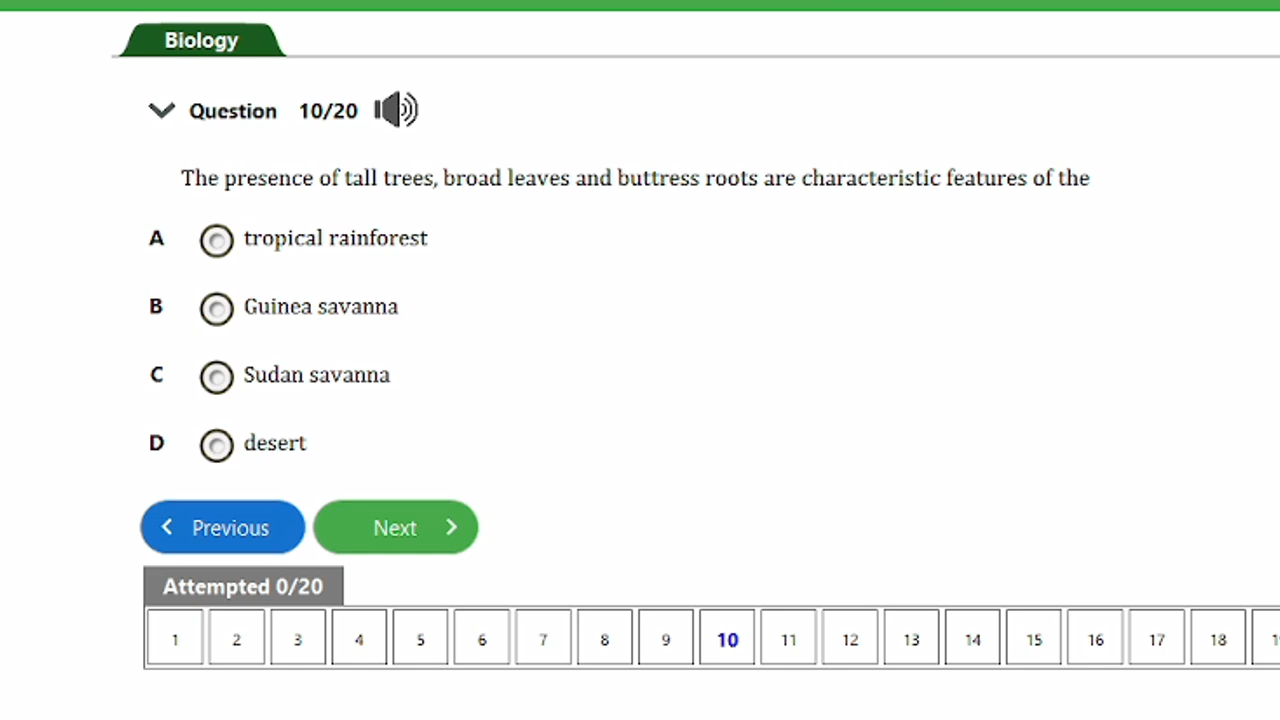 Biology
Question 10/20
The presence of tall trees, broad leaves and buttress roots are characteristic features of the
A tropical rainforest
B Guinea savanna
C Sudan savanna
D desert
Previous Next
Attempted 0/20
1 2 3 4 5 6 7 8 9 10 11 12 13 14 15 16 17 18